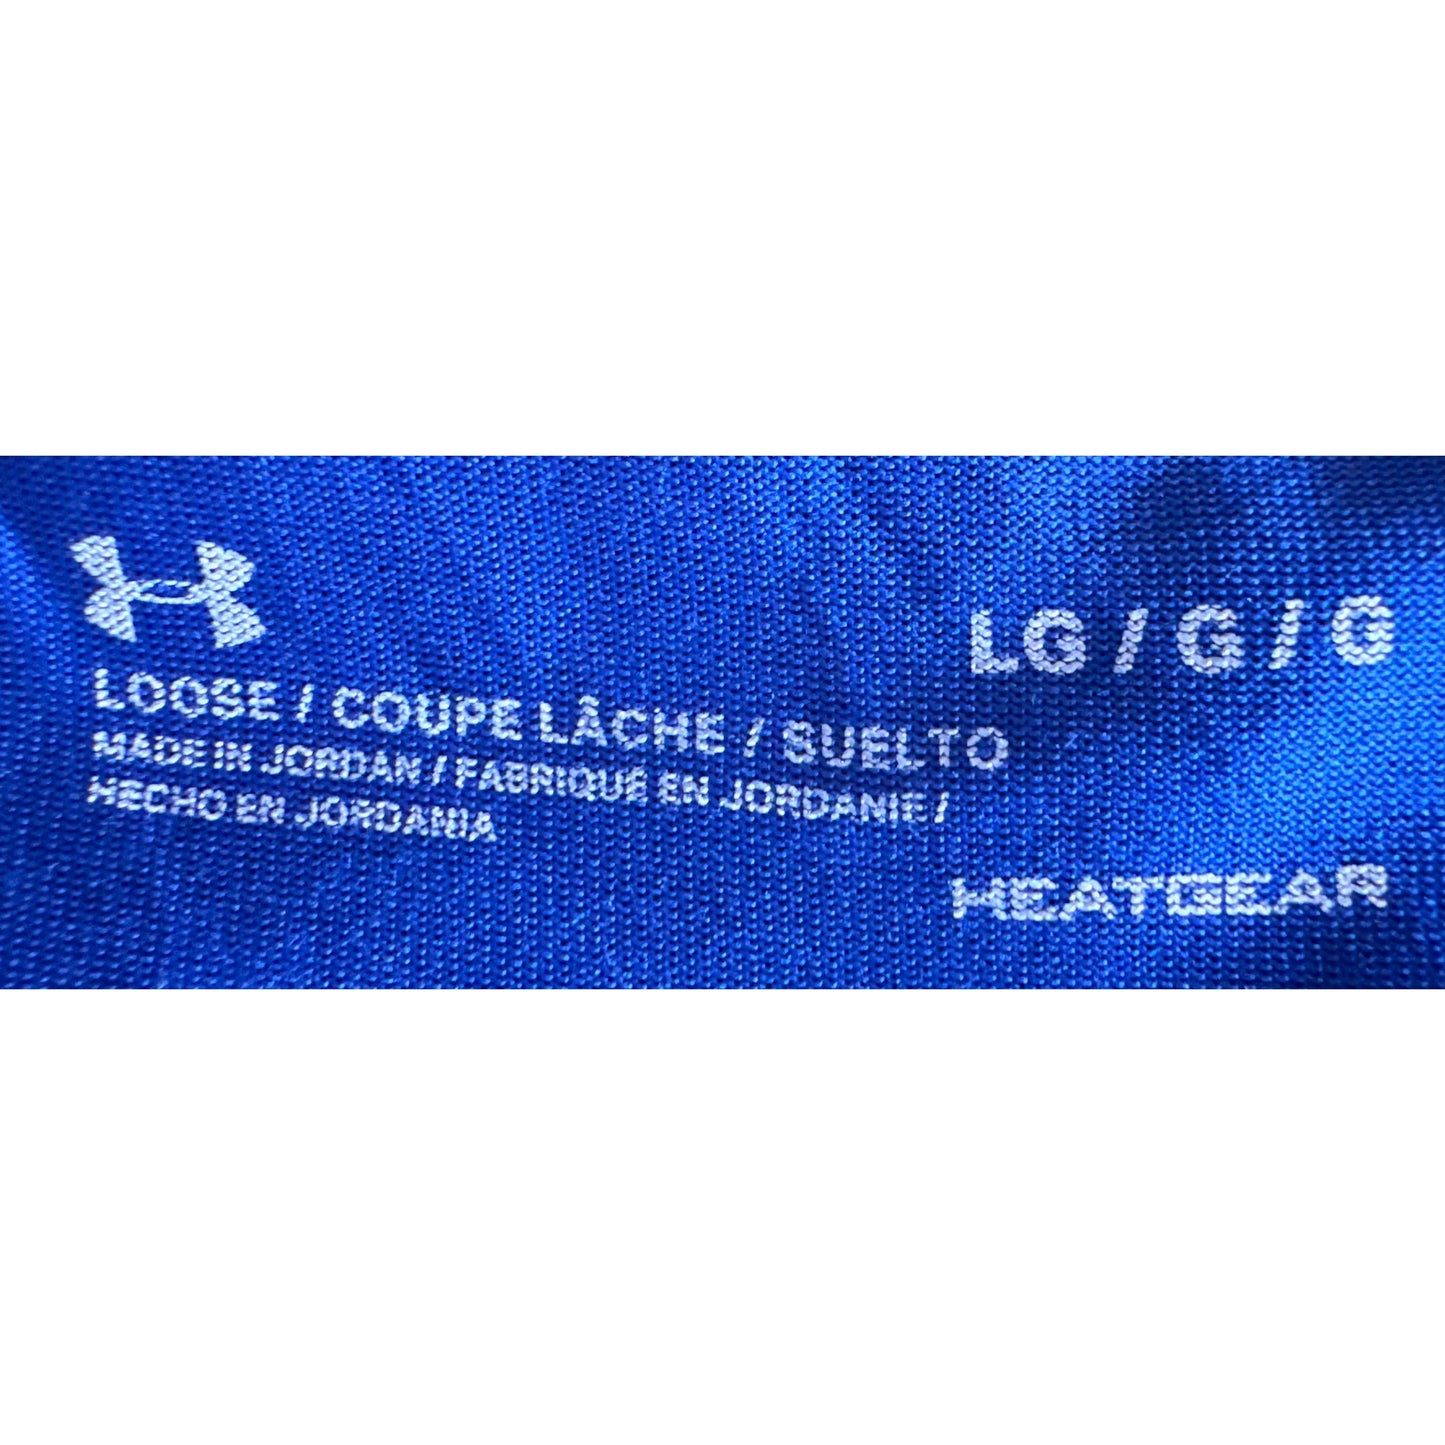 LG / G / G
LOOSE / COUPE LÂCHE / SUELTO
MADE IN JORDAN / FABRIQUÉ EN JORDANIE /
HECHO EN JORDANIA
HEATGEAR